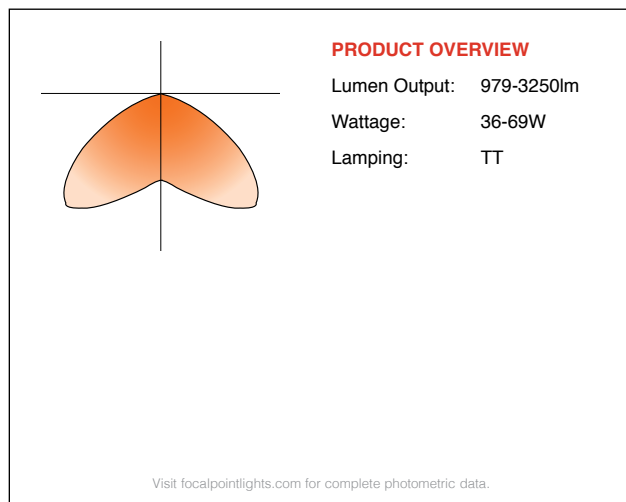 PRODUCT OVERVIEW
Lumen Output: 979-3250lm
Wattage: 36-69W
Lamping: TT
Visit focalpointlights.com for complete photometric data.